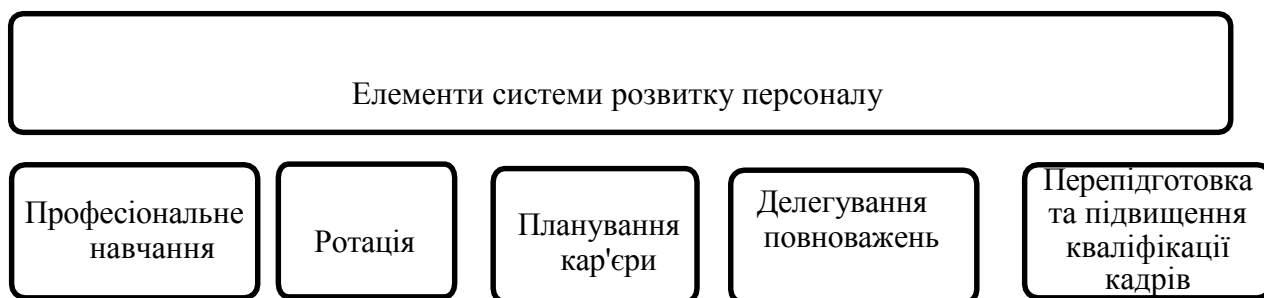 Елементи системи розвитку персоналу
Професіональне
навчання
Ротація
Планування
кар'єри
Делегування
повноважень
Перепідготовка
та підвищення
кваліфікації
кадрів